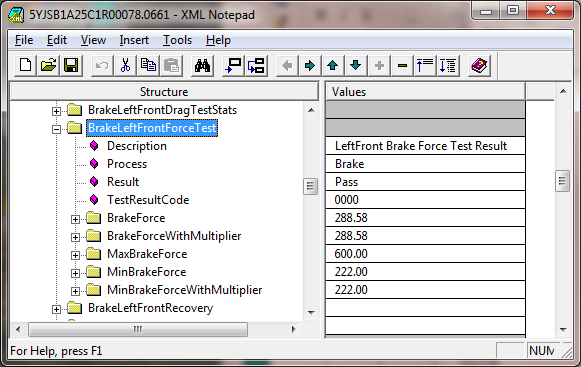 5YJSB1A25C1R00078.0661 - XML Notepad
File Edit View Insert Tools Help
Structure Values
BrakeLeftFrontDragTestStats
BrakeLeftFrontForceTest
Description LeftFront Brake Force Test Result
Process Brake
Result Pass
TestResultCode 0000
BrakeForce 288.58
BrakeForceWithMultiplier 288.58
MaxBrakeForce 600.00
MinBrakeForce 222.00
MinBrakeForceWithMultiplier 222.00
BrakeLeftFrontRecovery
For Help, press F1 NUM